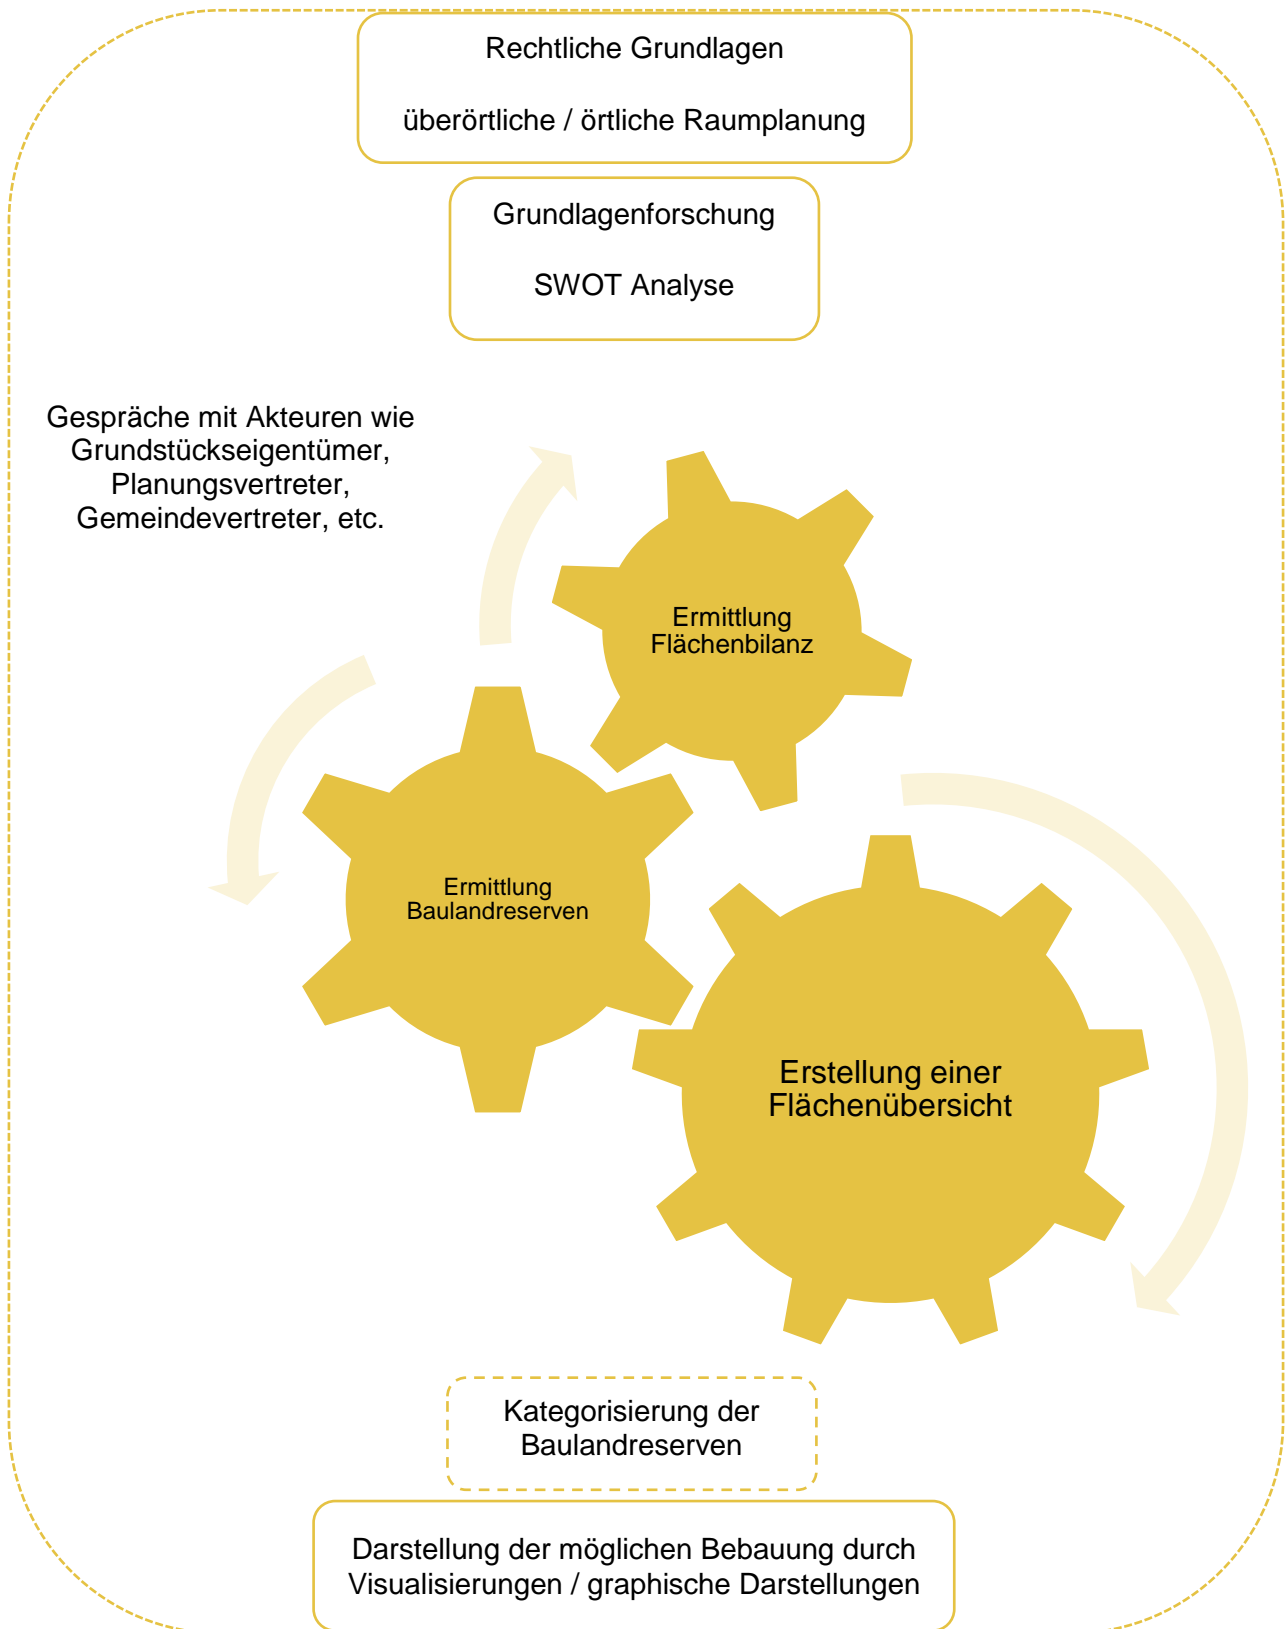 Rechtliche Grundlagen
überörtliche / örtliche Raumplanung
Grundlagenforschung
SWOT Analyse
Gespräche mit Akteuren wie
Grundstückseigentümer,
Planungsvertreter,
Gemeindevertreter, etc.
Ermittlung
Flächenbilanz
Ermittlung
Baulandreserven
Erstellung einer
Flächenübersicht
Kategorisierung der
Baulandreserven
Darstellung der möglichen Bebauung durch
Visualisierungen / graphische Darstellungen